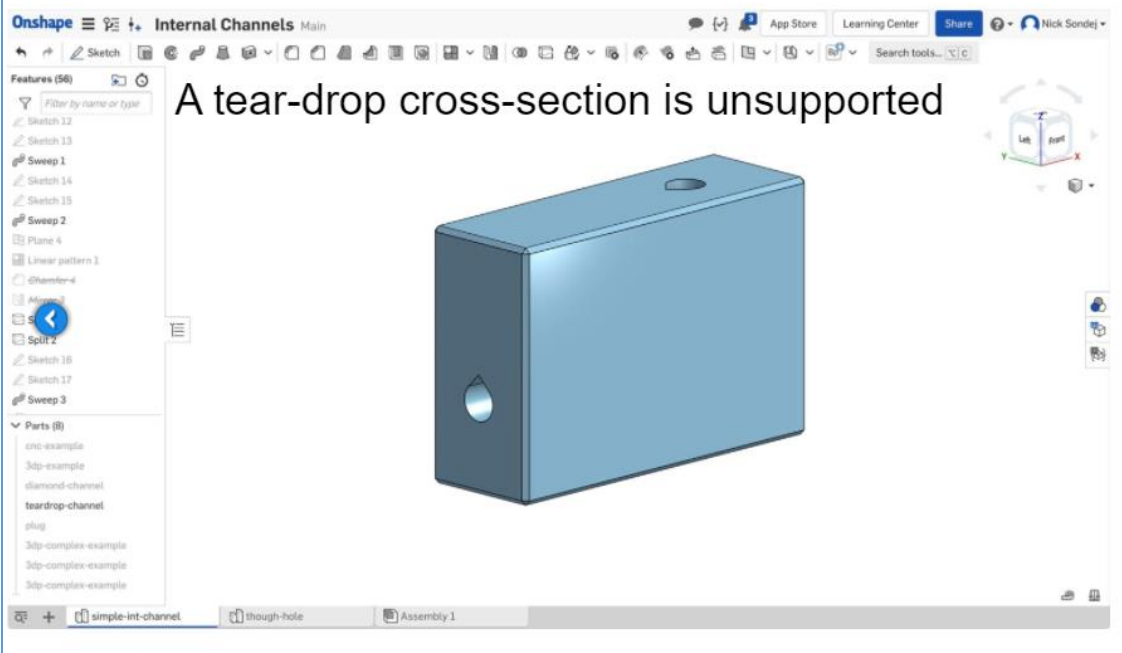 Onshape Internal Channels Main
3
App Store
Learning Center
Share
Nick Sondej
Sketch
Search tools... ⌥ C
Features (56)
Filter by name or type
A tear-drop cross-section is unsupported
Sketch 12
Sketch 13
Sweep 1
Sketch 14
Sketch 15
Sweep 2
Plane 4
Linear pattern 1
Chamfer 4
Split 2
Sketch 16
Sketch 17
Sweep 3
Z
Left
Front
Y
X
Parts (8)
cnc-example
3dp-example
diamond-channel
teardrop-channel
plug
3dp-complex-example
3dp-complex-example
3dp-complex-example
simple-int-channel
though-hole
Assembly 1